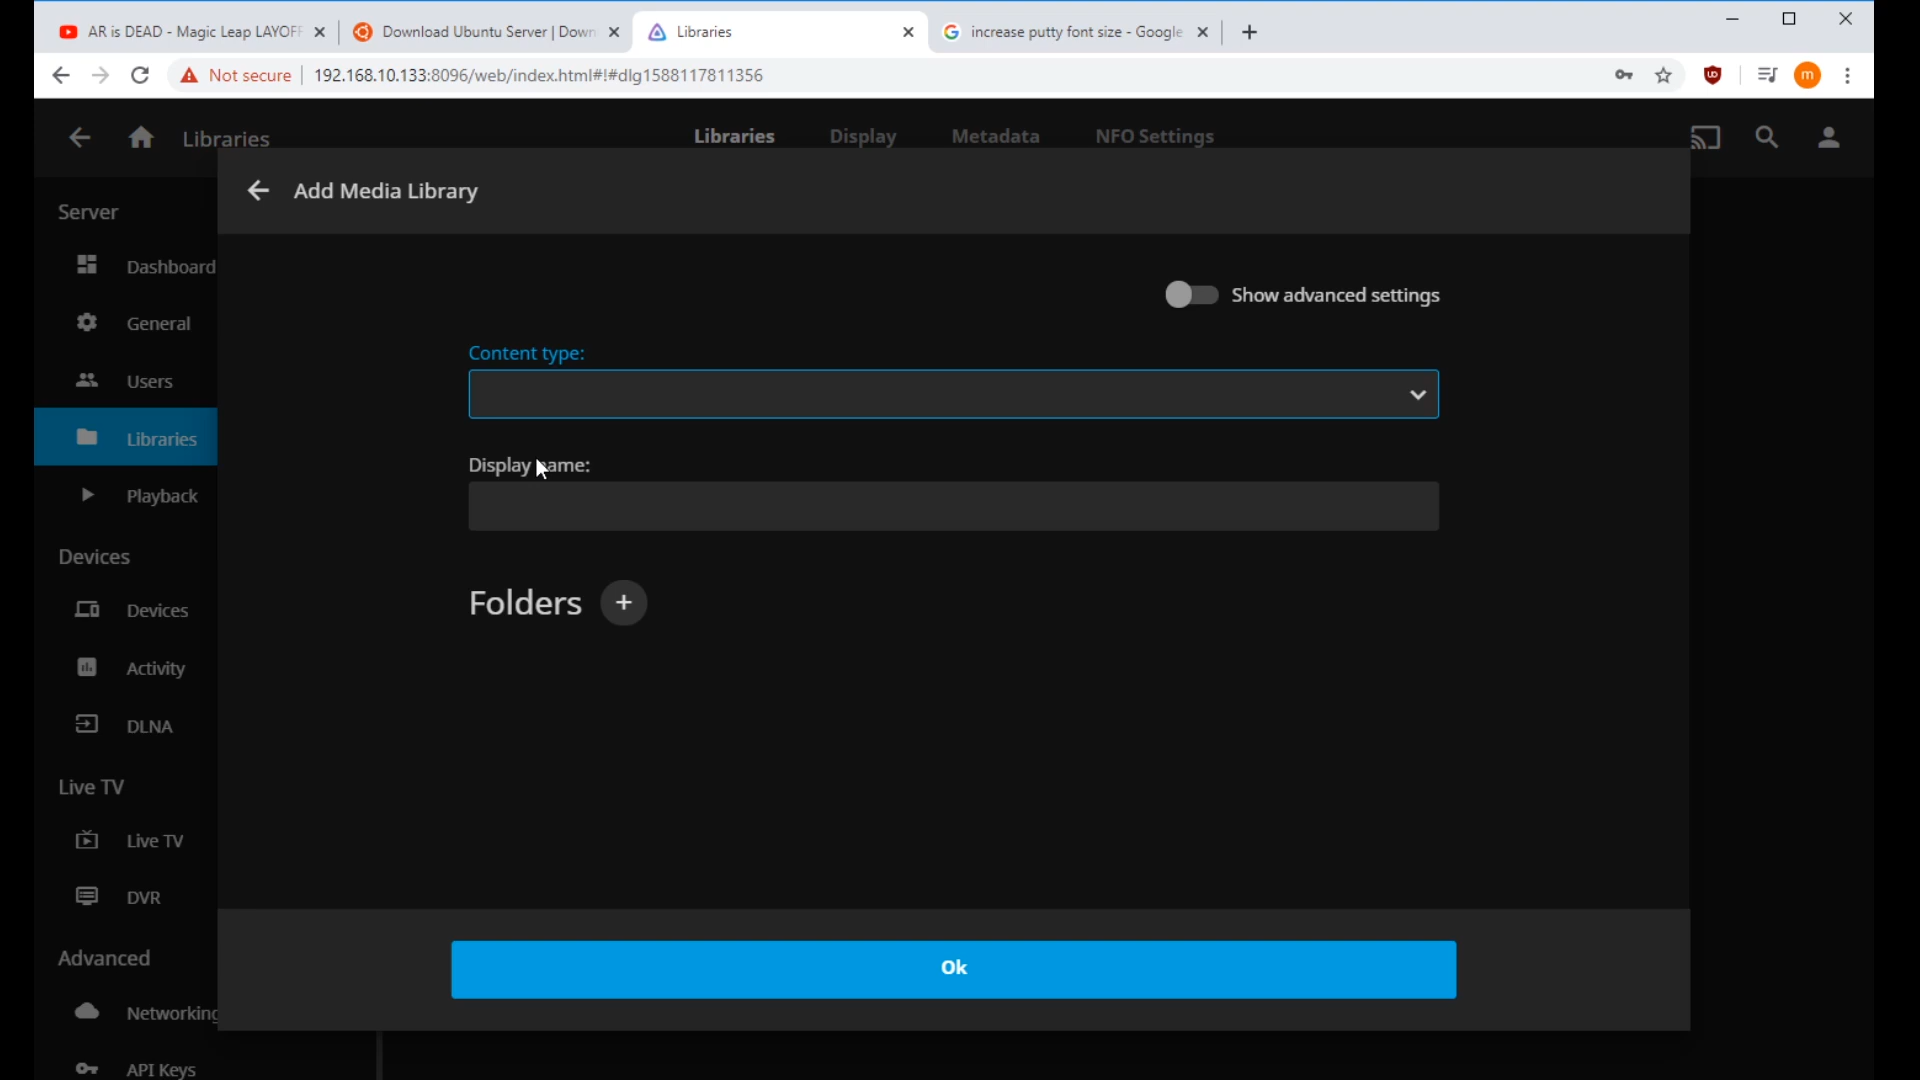 AR is DEAD - Magic Leap LAYOFF
Download Ubuntu Server | Down
Libraries
increase putty font size - Google
Not secure
192.168.10.133:8096/web/index.html#!#dlg1588117811356
m
Libraries
Libraries
Display
Metadata
NFO Settings
Add Media Library
Server
Dashboard
General
Users
Libraries
Playback
Devices
Devices
Activity
DLNA
Live TV
Live TV
DVR
Advanced
Networking
API Keys
Show advanced settings
Content type:
Display name:
Folders +
Ok